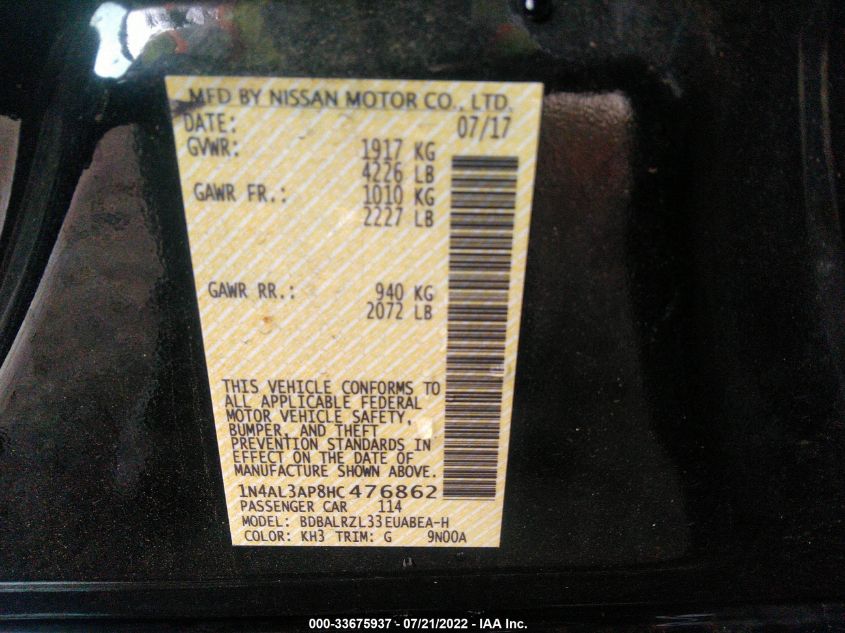 MFD BY NISSAN MOTOR CO., LTD.
DATE: 07/17
GVWR: 1917 KG
4226 LB
GAWR FR.: 1010 KG
2227 LB
GAWR RR.: 940 KG
2072 LB
THIS VEHICLE CONFORMS TO
ALL APPLICABLE FEDERAL
MOTOR VEHICLE SAFETY,
BUMPER, AND THEFT
PREVENTION STANDARDS IN
EFFECT ON THE DATE OF
MANUFACTURE SHOWN ABOVE.
1N4AL3AP8HC476862
PASSENGER CAR 114
MODEL: BDBALRZL33EUABEA-H
COLOR: KH3 TRIM: G 9N00A
000-33675937 - 07/21/2022 - IAA Inc.